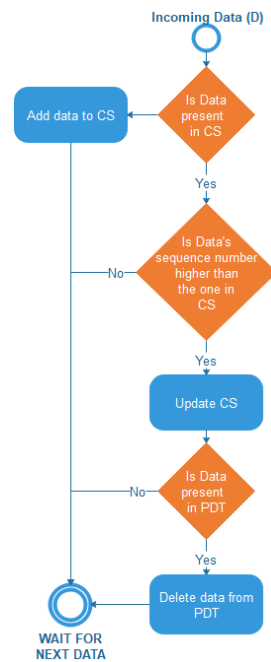 Incoming Data (D)
Is Data
present
in CS
Add data to CS
Yes
Is Data's
sequence number
higher than
the one in
CS
No
Yes
Update CS
Is Data
present
in PDT
No
Yes
Delete data from
PDT
WAIT FOR
NEXT DATA